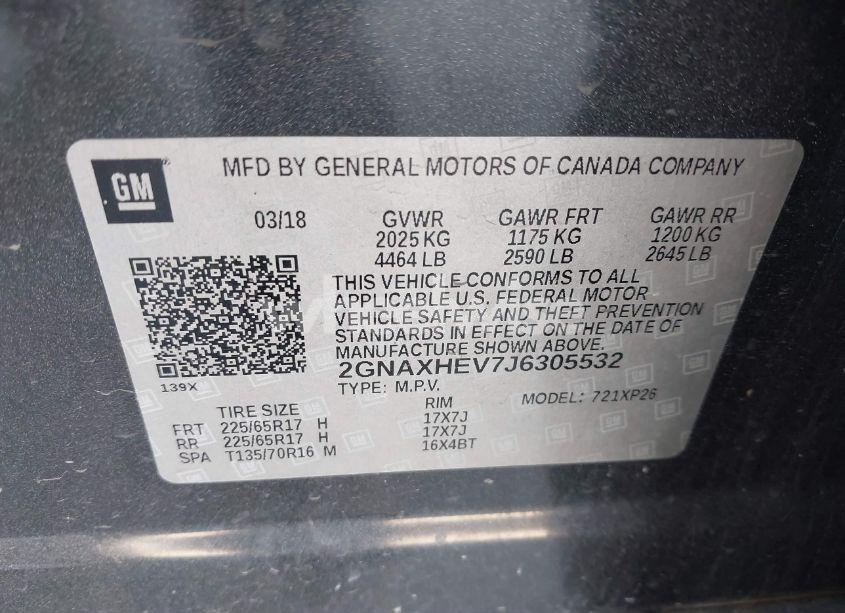 GM
MFD BY GENERAL MOTORS OF CANADA COMPANY
03/18 GVWR GAWR FRT GAWR RR
2025 KG 1175 KG 1200 KG
4464 LB 2590 LB 2645 LB
THIS VEHICLE CONFORMS TO ALL
APPLICABLE U.S. FEDERAL MOTOR
VEHICLE SAFETY AND THEFT PREVENTION
STANDARDS IN EFFECT ON THE DATE OF
MANUFACTURE SHOWN ABOVE.
2GNAXHEV7J6305532
139X
TYPE: M.P.V. MODEL: 721XP26
TIRE SIZE RIM
FRT 225/65R17 H 17X7J
RR 225/65R17 H 17X7J
SPA T135/70R16 M 16X4BT